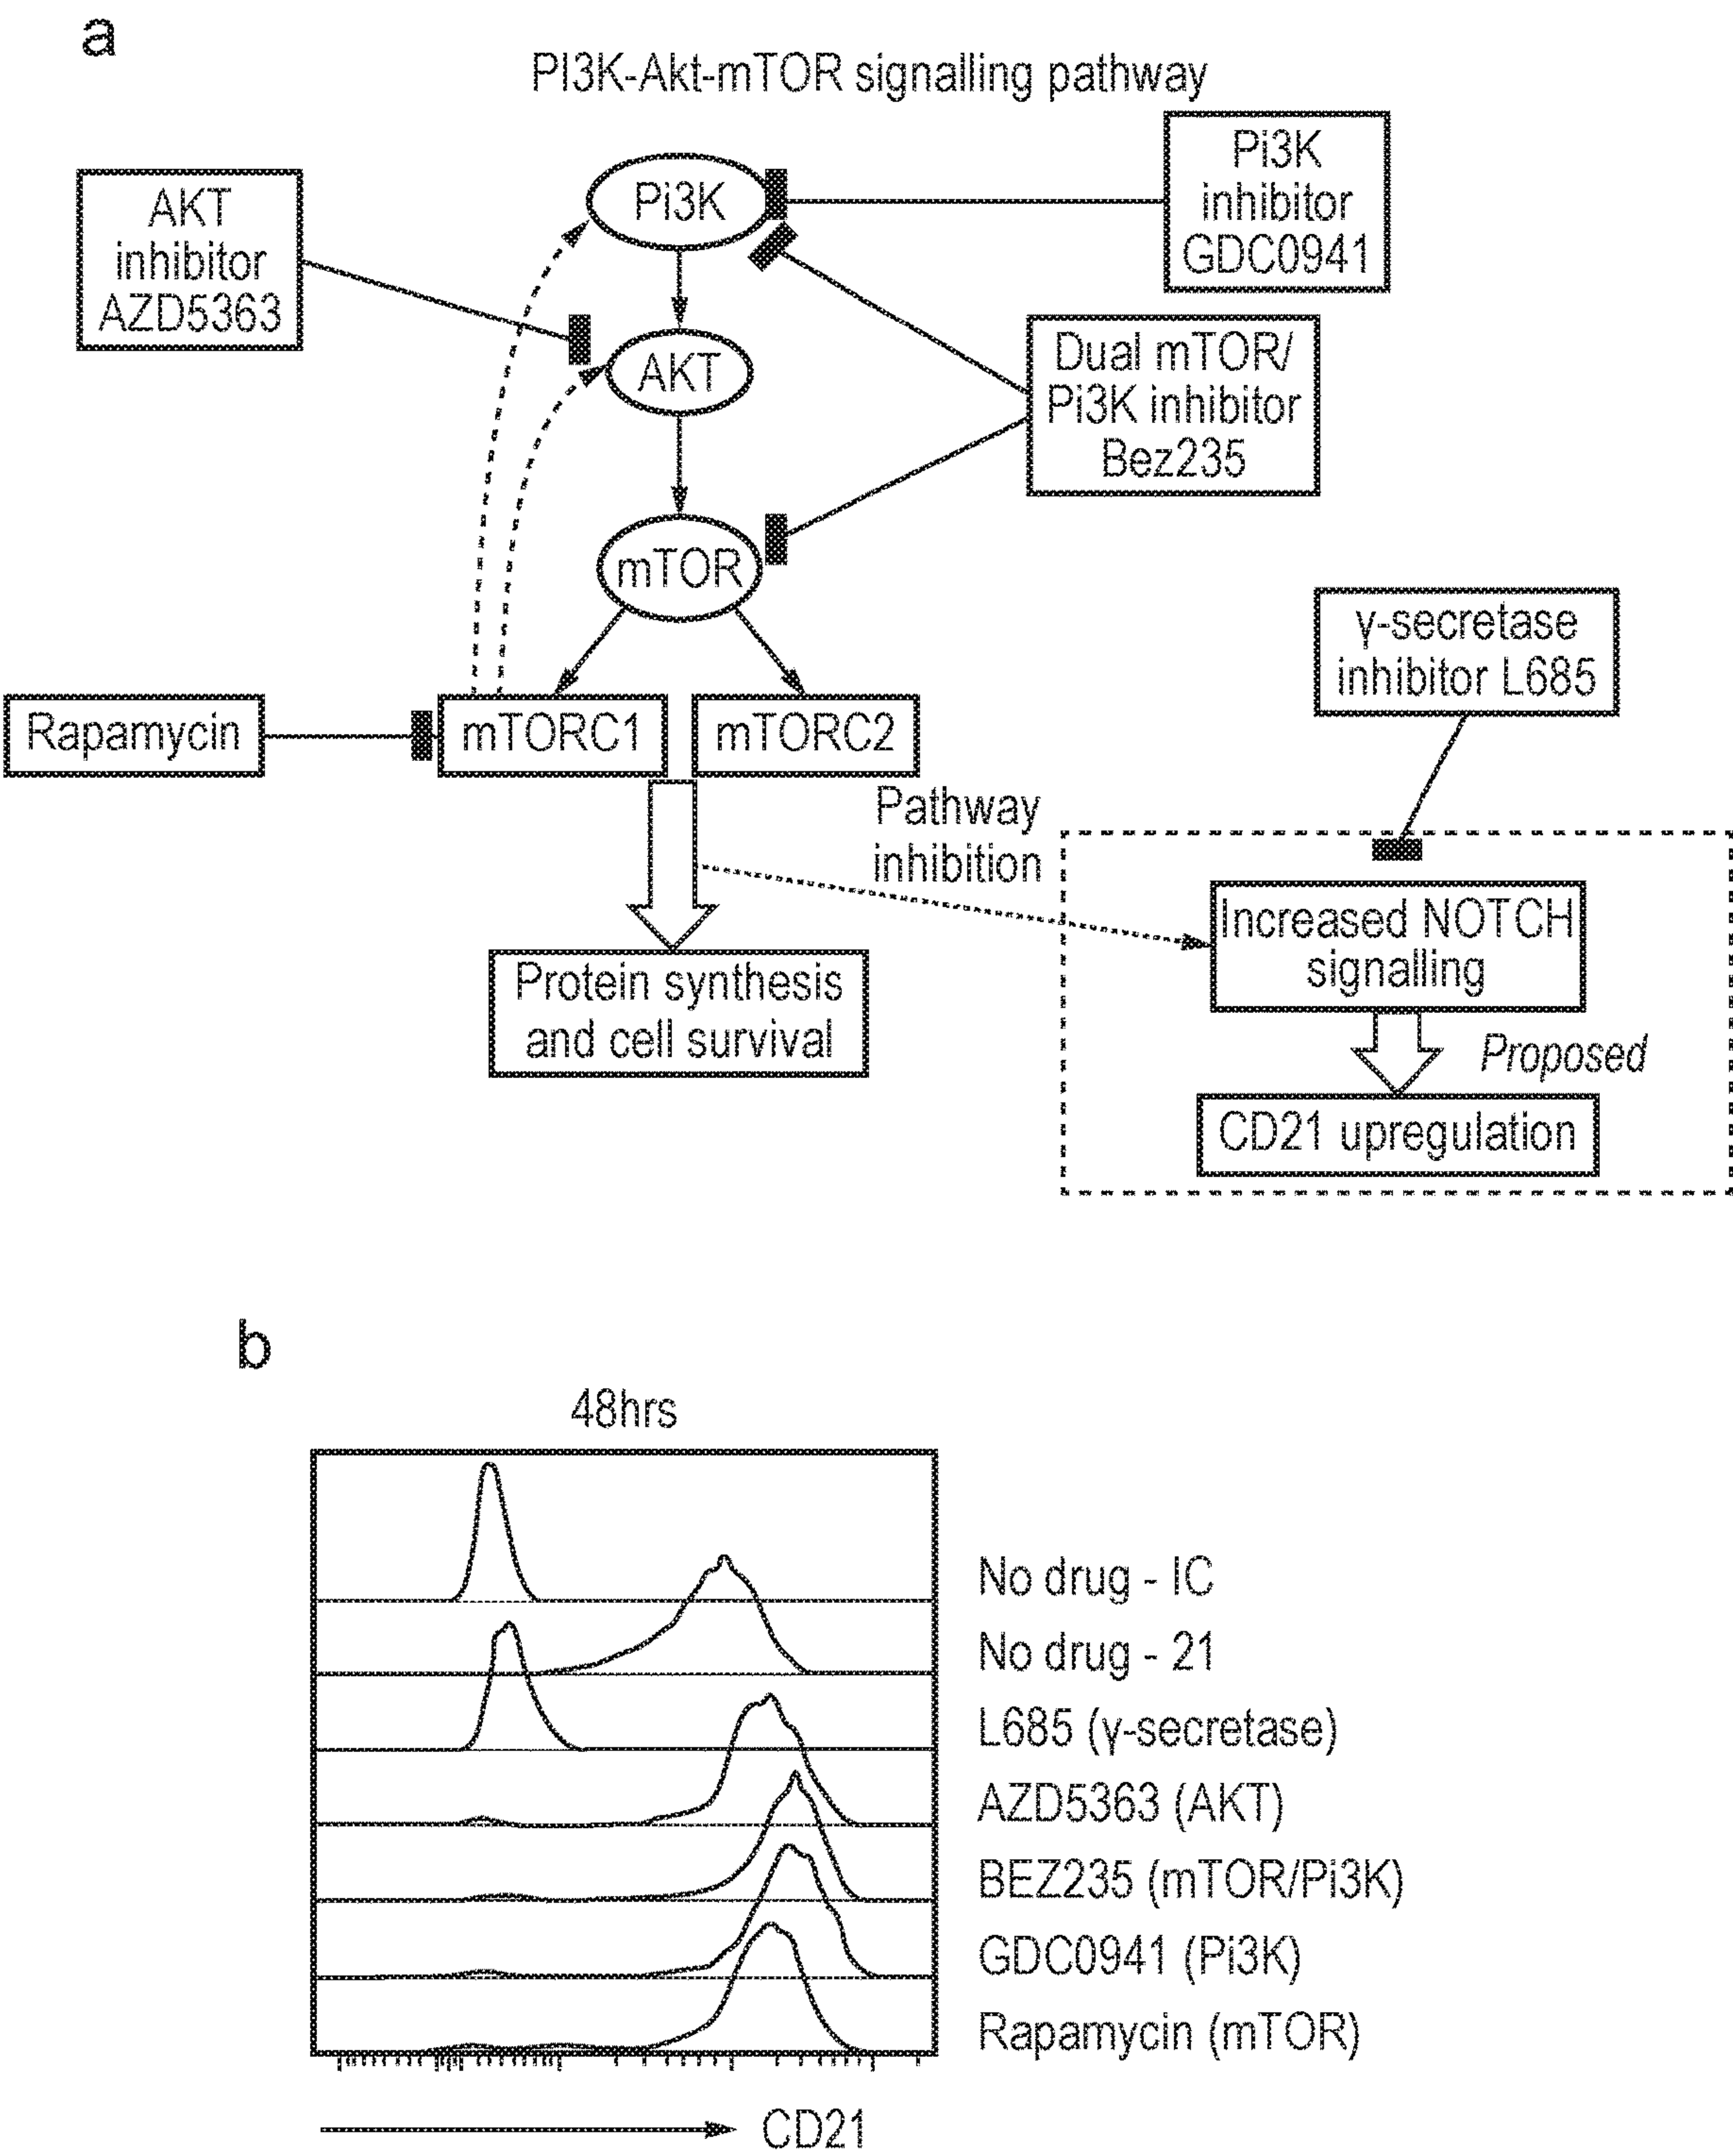 a
PI3K-Akt-mTOR signalling pathway
Pi3K
inhibitor
GDC0941
AKT
inhibitor
AZD5363
Pi3K
Dual mTOR/
Pi3K inhibitor
Bez235
AKT
mTOR
γ-secretase
inhibitor L685
Rapamycin
mTORC1
mTORC2
Pathway
inhibition
Increased NOTCH
signalling
Protein synthesis
and cell survival
Proposed
CD21 upregulation
b
48hrs
No drug - IC
No drug - 21
L685 (γ-secretase)
AZD5363 (AKT)
BEZ235 (mTOR/Pi3K)
GDC0941 (Pi3K)
Rapamycin (mTOR)
CD21